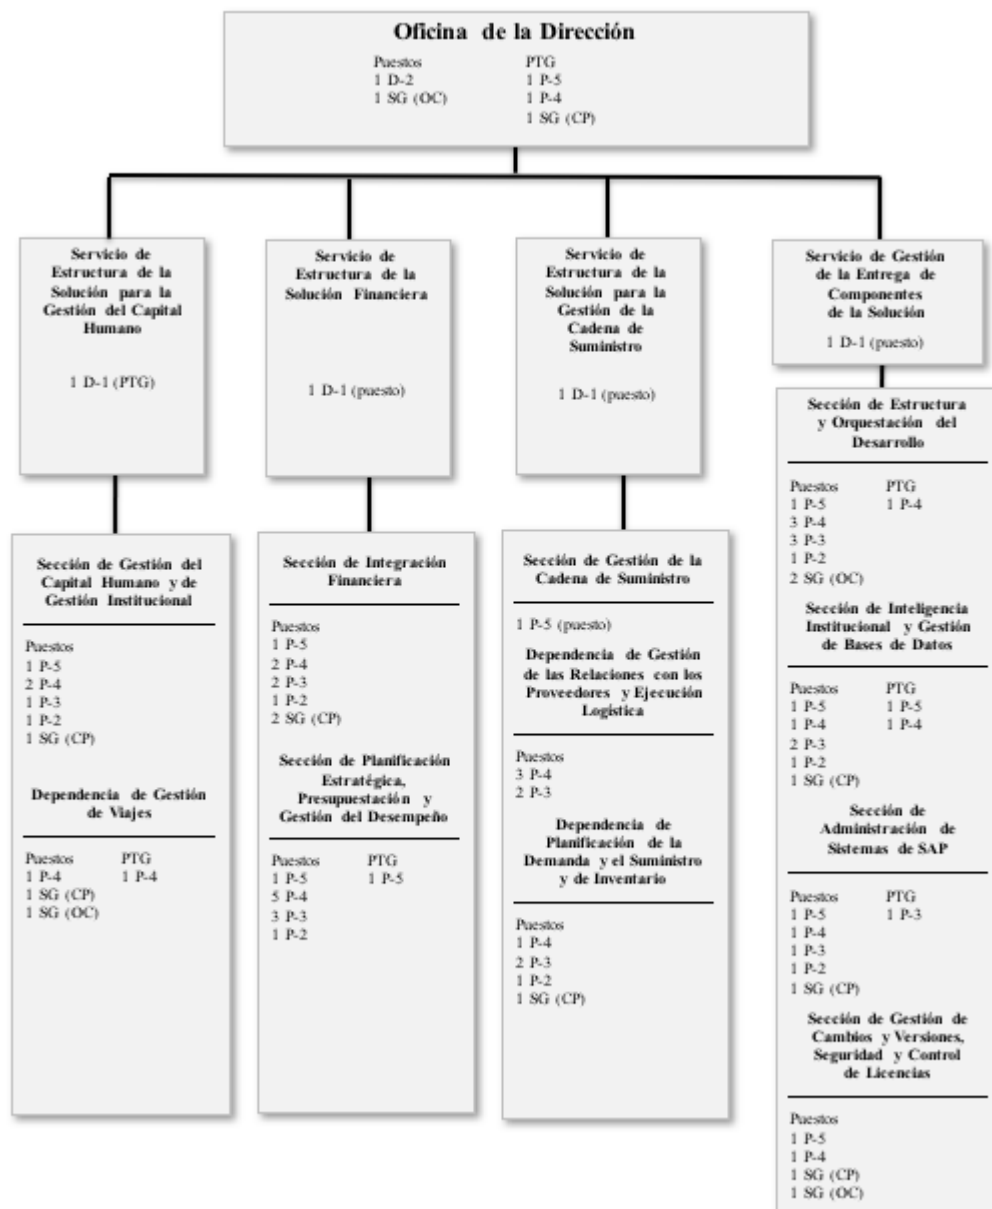 Oficina de la Dirección
Puestos PTG
1 D-2 1 P-5
1 SG (OC) 1 P-4
1 SG (CP)
Servicio de
Estructura de la
Solución para la
Gestión del Capital
Humano
1 D-1 (PTG)
Servicio de
Estructura de la
Solución Financiera
1 D-1 (puesto)
Servicio de
Estructura de la
Solución para la
Gestión de la
Cadena de
Suministro
1 D-1 (puesto)
Servicio de Gestión
de la Entrega de
Componentes
de la Solución
1 D-1 (puesto)
Sección de Gestión del
Capital Humano y de
Gestión Institucional
Puestos
1 P-5
2 P-4
1 P-3
1 P-2
1 SG (CP)
Dependencia de Gestión
de Viajes
Puestos PTG
1 P-4 1 P-4
1 SG (CP)
1 SG (OC)
Sección de Integración
Financiera
Puestos
1 P-5
2 P-4
2 P-3
1 P-2
2 SG (CP)
Sección de Planificación
Estratégica,
Presupuestación y
Gestión del Desempeño
Puestos PTG
1 P-5 1 P-5
5 P-4
3 P-3
1 P-2
Sección de Gestión de la
Cadena de Suministro
1 P-5 (puesto)
Dependencia de Gestión
de las Relaciones con los
Proveedores y Ejecución
Logística
Puestos
3 P-4
2 P-3
Dependencia de
Planificación de la
Demanda y el Suministro
y de Inventario
Puestos
1 P-4
2 P-3
1 P-2
1 SG (CP)
Sección de Estructura
y Orquestación del
Desarrollo
Puestos PTG
1 P-5 1 P-4
3 P-4
3 P-3
1 P-2
2 SG (OC)
Sección de Inteligencia
Institucional y Gestión
de Bases de Datos
Puestos PTG
1 P-5 1 P-5
1 P-4 1 P-4
2 P-3
1 P-2
1 SG (CP)
Sección de
Administración de
Sistemas de SAP
Puestos PTG
1 P-5 1 P-3
1 P-4
1 P-3
1 P-2
1 SG (CP)
Sección de Gestión de
Cambios y Versiones,
Seguridad y Control
de Licencias
Puestos
1 P-5
1 P-4
1 SG (CP)
1 SG (OC)